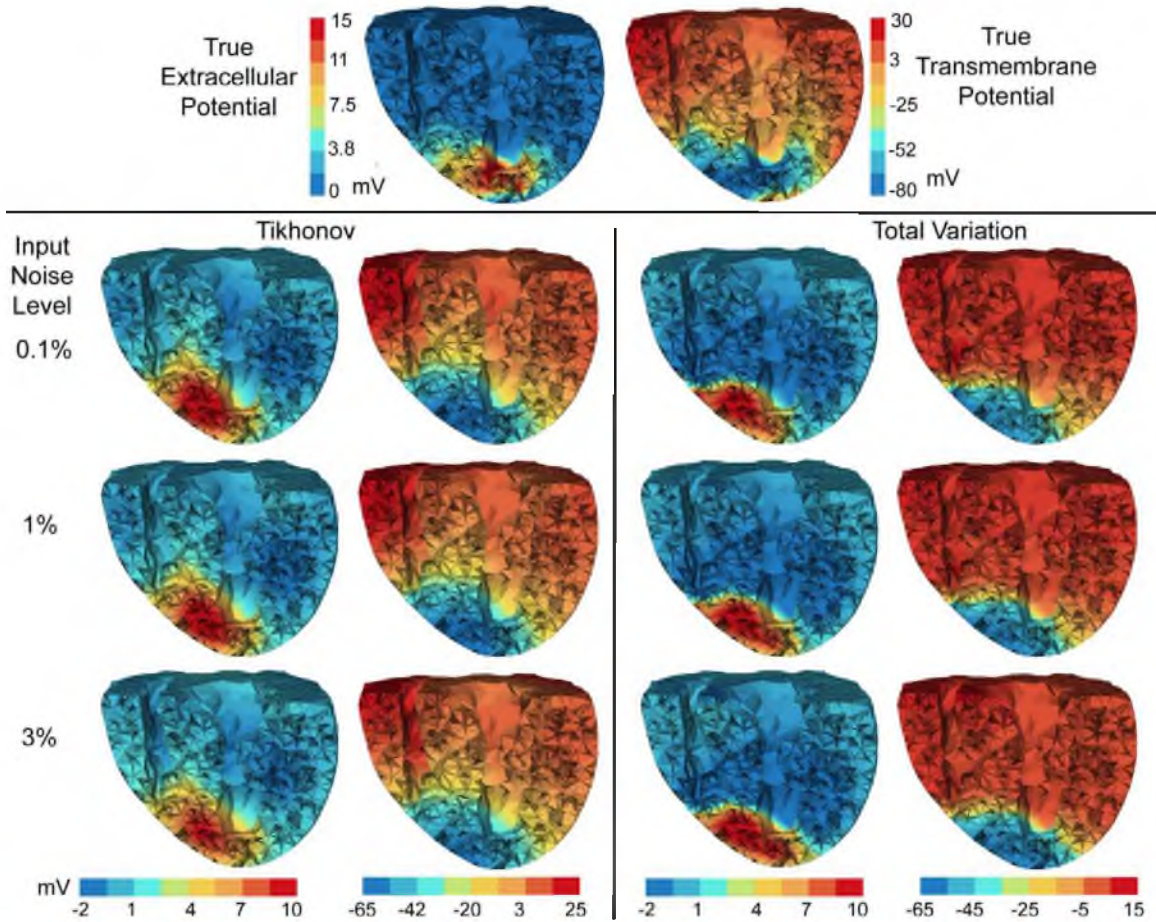 True
Extracellular
Potential
15
11
7.5
3.8
0
mV
30
3
-25
-52
-80
mV
True
Transmembrane
Potential
Input
Noise
Level
Tikhonov
Total Variation
0.1%
1%
3%
mV
-2 1 4 7 10
-65 -42 -20 3 25
-2 1 4 7 10
-65 -45 -25 -5 15